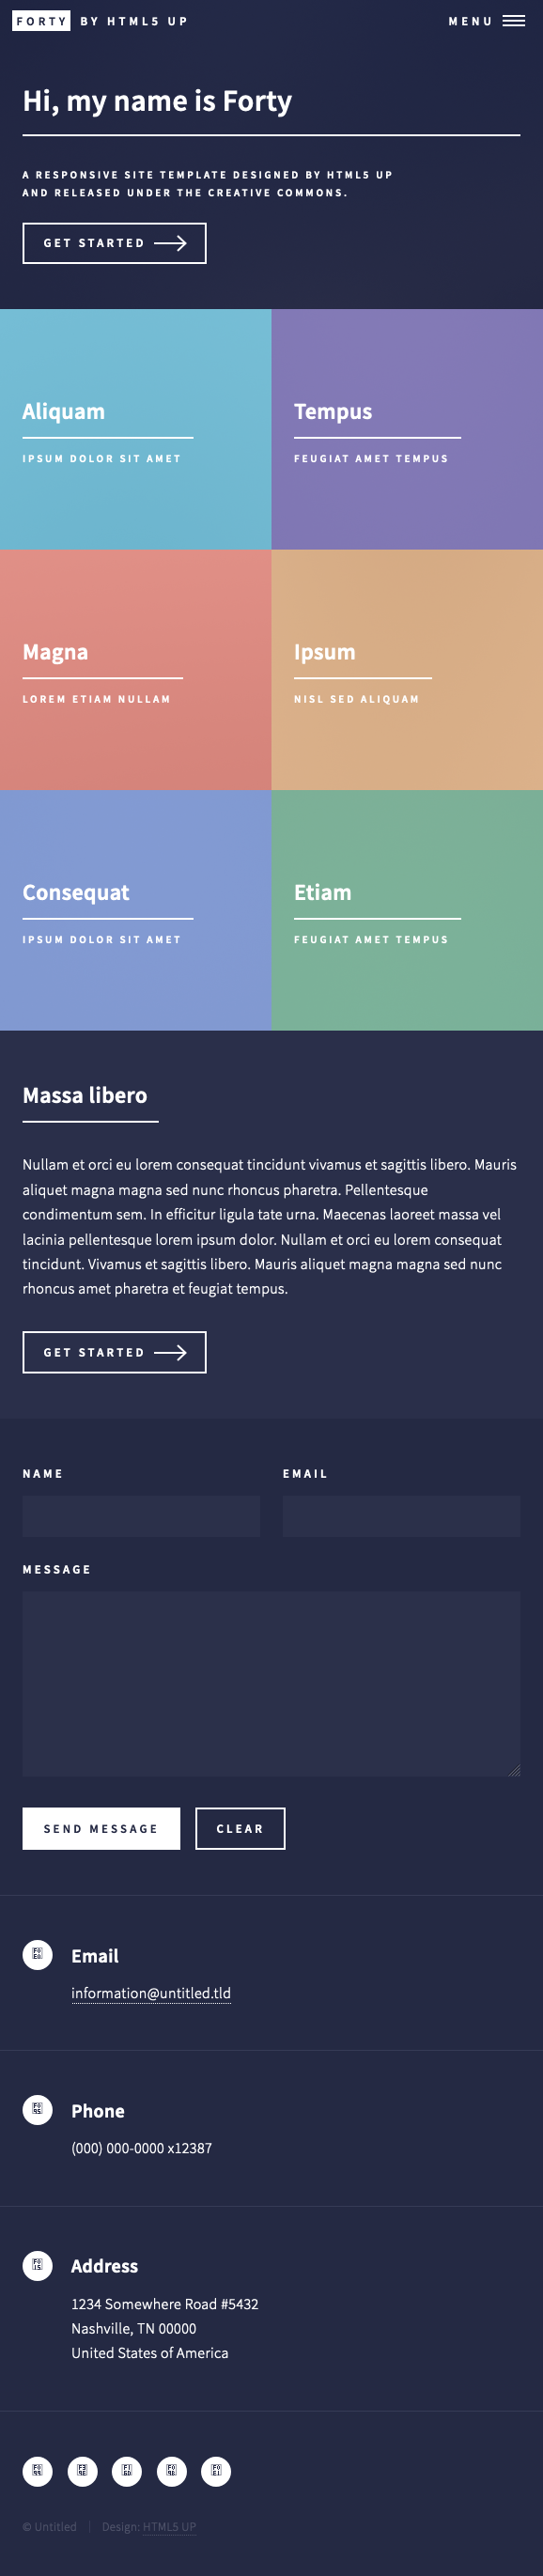 FORTY BY HTML5 UP
MENU
Hi, my name is Forty
A RESPONSIVE SITE TEMPLATE DESIGNED BY HTML5 UP
AND RELEASED UNDER THE CREATIVE COMMONS.
GET STARTED
Aliquam
IPSUM DOLOR SIT AMET
Tempus
FEUGIAT AMET TEMPUS
Magna
LOREM ETIAM NULLAM
Ipsum
NISL SED ALIQUAM
Consequat
IPSUM DOLOR SIT AMET
Etiam
FEUGIAT AMET TEMPUS
Massa libero
Nullam et orci eu lorem consequat tincidunt vivamus et sagittis libero. Mauris
aliquet magna magna sed nunc rhoncus pharetra. Pellentesque
condimentum sem. In efficitur ligula tate urna. Maecenas laoreet massa vel
lacinia pellentesque lorem ipsum dolor. Nullam et orci eu lorem consequat
tincidunt. Vivamus et sagittis libero. Mauris aliquet magna magna sed nunc
rhoncus amet pharetra et feugiat tempus.
GET STARTED
NAME
EMAIL
MESSAGE
SEND MESSAGE
CLEAR
Email
information@untitled.tld
Phone
(000) 000-0000 x12387
Address
1234 Somewhere Road #5432
Nashville, TN 00000
United States of America
© Untitled
Design: HTML5 UP